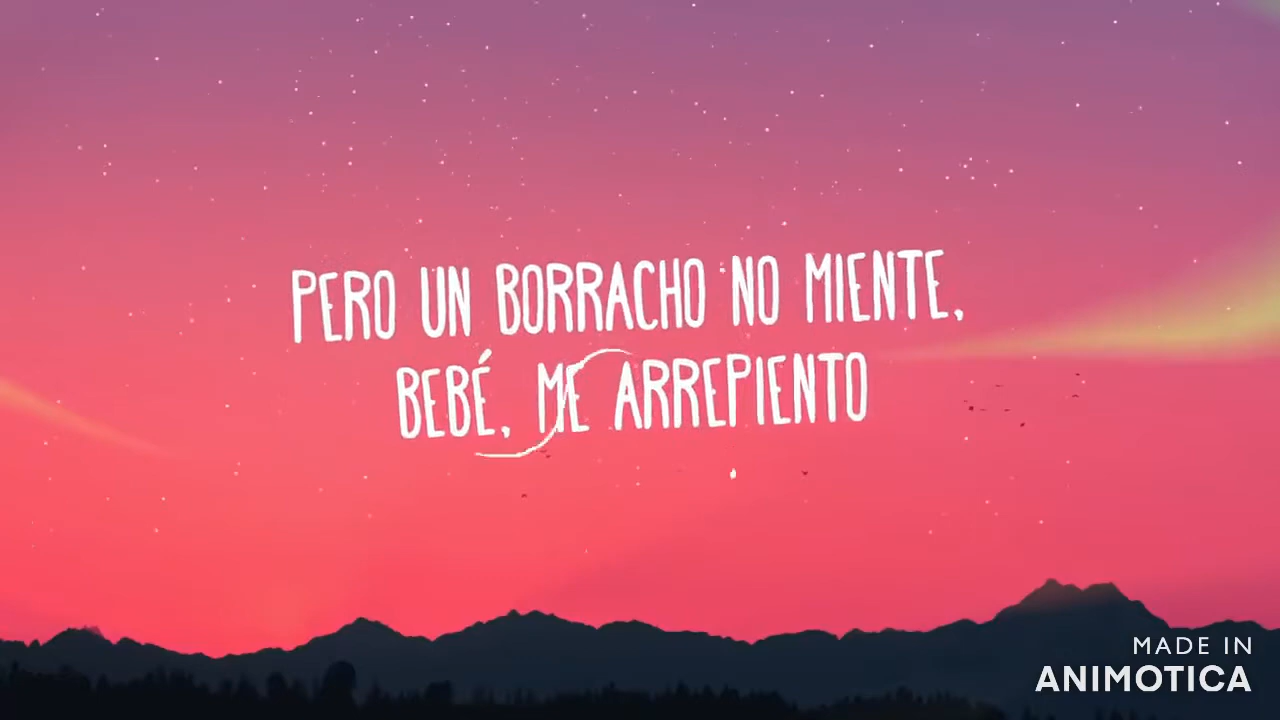 PERO UN BORRACHO NO MIENTE,
BEBÉ, ME ARREPIENTO
MADE IN
ANIMOTICA